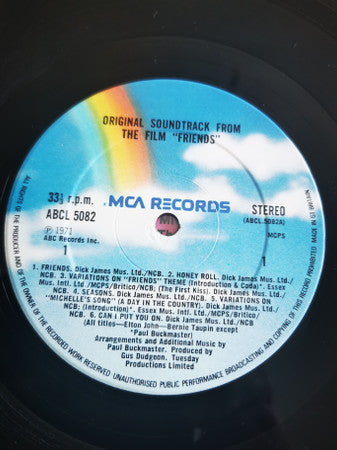 ORIGINAL SOUNDTRACK FROM
THE FILM "FRIENDS"
33⅓ r.p.m.
ABCL 5082
MCA RECORDS
STEREO
(ABCL.5082A)
℗ 1971
ABC Records Inc.
MCPS
1
1
1. FRIENDS. Dick James Mus. Ltd./NCB. 2. HONEY ROLL. Dick James Mus. Ltd./
NCB. 3. VARIATIONS ON "FRIENDS" THEME (Introduction & Coda)*. Essex
Mus. Intl. Ltd /MCPS/Britico/NCB. (The First Kiss). Dick James Mus. Ltd./
NCB. 4. SEASONS. Dick James Mus. Ltd./NCB. 5. VARIATIONS ON
"MICHELLE'S SONG" (A DAY IN THE COUNTRY). Dick James Mus. Ltd./
NCB; (Introduction)*. Essex Mus. Intl. Ltd./MCPS/Britico/
NCB. 6. CAN I PUT YOU ON. Dick James Mus. Ltd./NCB
(All titles—Elton John—Bernie Taupin except
*Paul Buckmaster)
Arrangements and Additional Music by
Paul Buckmaster. Produced by
Gus Dudgeon, Tuesday
Productions Limited
ALL RIGHTS OF THE PRODUCER AND OF THE OWNER OF THE RECORDED WORK RESERVED UNAUTHORISED PUBLIC PERFORMANCE BROADCASTING AND COPYING OF THIS RECORD PROHIBITED MADE IN GT BRITAIN